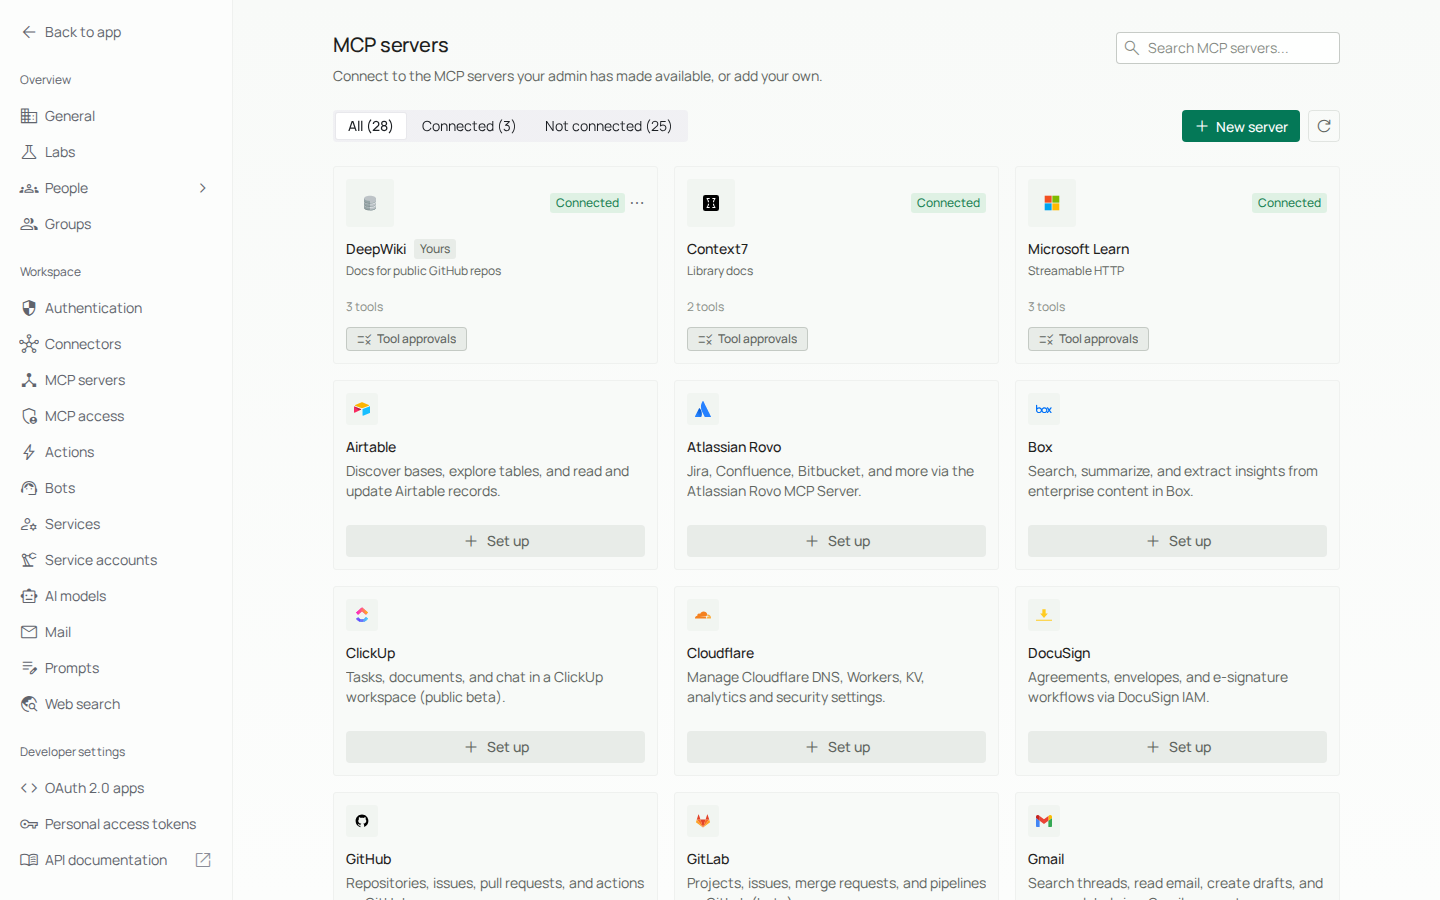 Back to app
Overview
General
Labs
People
Groups
Workspace
Authentication
Connectors
MCP servers
MCP access
Actions
Bots
Services
Service accounts
AI models
Mail
Prompts
Web search
Developer settings
OAuth 2.0 apps
Personal access tokens
API documentation
MCP servers
Connect to the MCP servers your admin has made available, or add your own.
Search MCP servers...
All (28)
Connected (3)
Not connected (25)
New server
Connected
DeepWiki Yours
Docs for public GitHub repos
3 tools
Tool approvals
Connected
Context7
Library docs
2 tools
Tool approvals
Connected
Microsoft Learn
Streamable HTTP
3 tools
Tool approvals
Airtable
Discover bases, explore tables, and read and
update Airtable records.
Set up
Atlassian Rovo
Jira, Confluence, Bitbucket, and more via the
Atlassian Rovo MCP Server.
Set up
box
Box
Search, summarize, and extract insights from
enterprise content in Box.
Set up
ClickUp
Tasks, documents, and chat in a ClickUp
workspace (public beta).
Set up
Cloudflare
Manage Cloudflare DNS, Workers, KV,
analytics and security settings.
Set up
DocuSign
Agreements, envelopes, and e-signature
workflows via DocuSign IAM.
Set up
GitHub
Repositories, issues, pull requests, and actions
GitLab
Projects, issues, merge requests, and pipelines
Gmail
Search threads, read email, create drafts, and